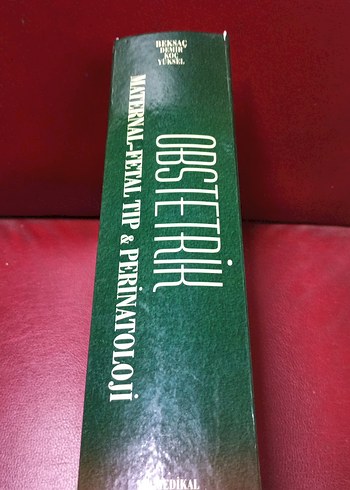 BEKSAÇ
DEMİR
KOÇ
YÜKSEL
OBSTETRİK
MATERNAL-FETAL TIP & PERİNATOLOJİ